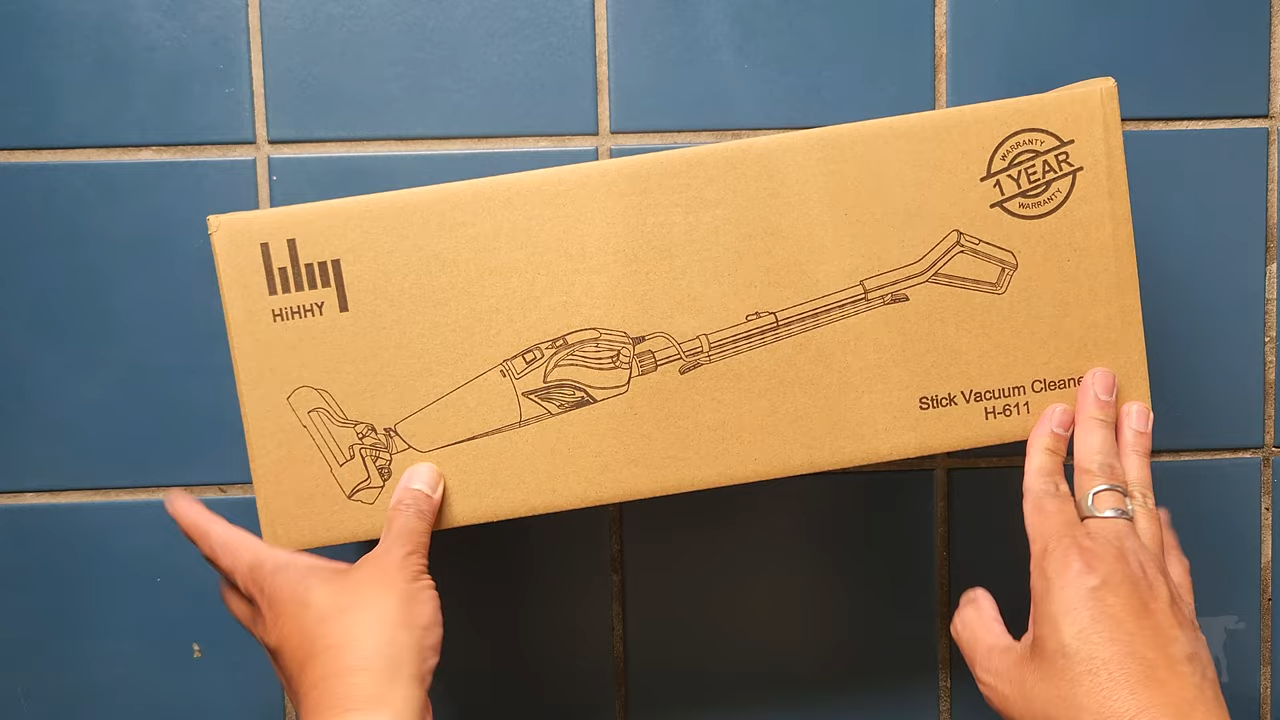 HiHHY
WARRANTY
1 YEAR
WARRANTY
Stick Vacuum Cleane
H-611